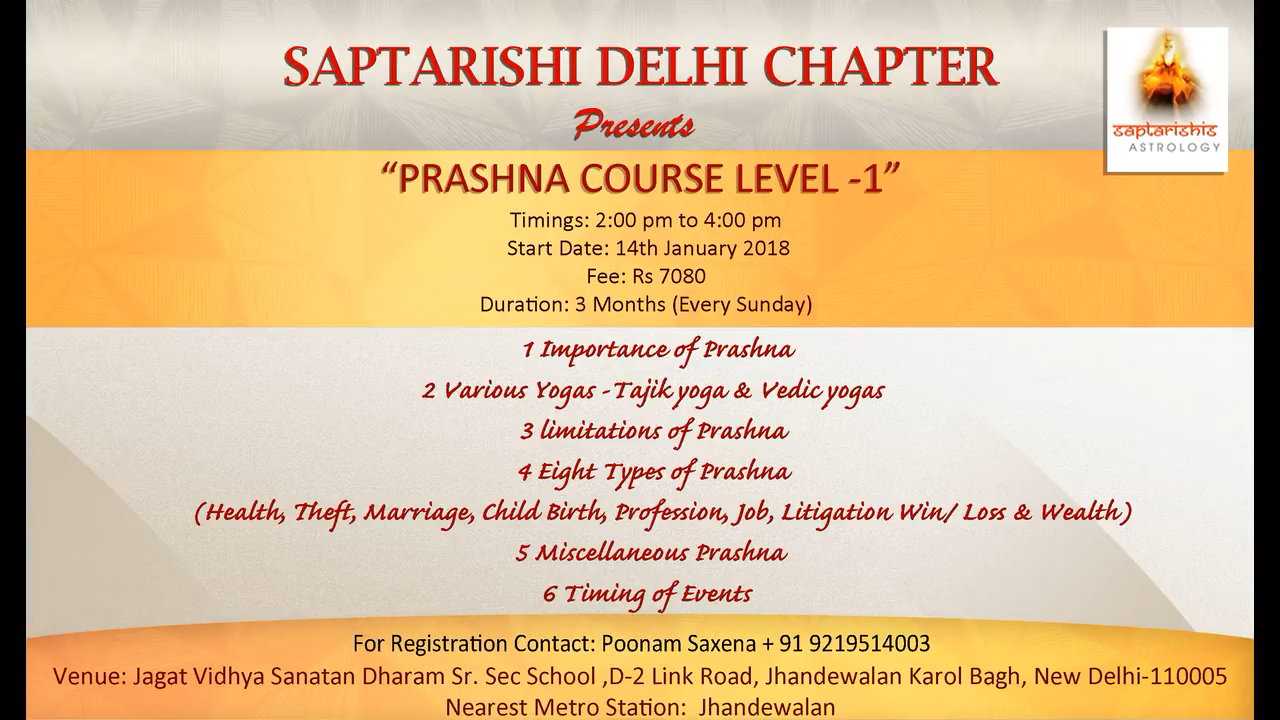 SAPTARISHI DELHI CHAPTER
Presents
saptarishis
ASTROLOGY
“PRASHNA COURSE LEVEL -1”
Timings: 2:00 pm to 4:00 pm
Start Date: 14th January 2018
Fee: Rs 7080
Duration: 3 Months (Every Sunday)
1 Importance of Prashna
2 Various Yogas -Tajik yoga & Vedic yogas
3 limitations of Prashna
4 Eight Types of Prashna
(Health, Theft, Marriage, Child Birth, Profession, Job, Litigation Win/ Loss & Wealth)
5 Miscellaneous Prashna
6 Timing of Events
For Registration Contact: Poonam Saxena + 91 9219514003
Venue: Jagat Vidhya Sanatan Dharam Sr. Sec School ,D-2 Link Road, Jhandewalan Karol Bagh, New Delhi-110005
Nearest Metro Station: Jhandewalan